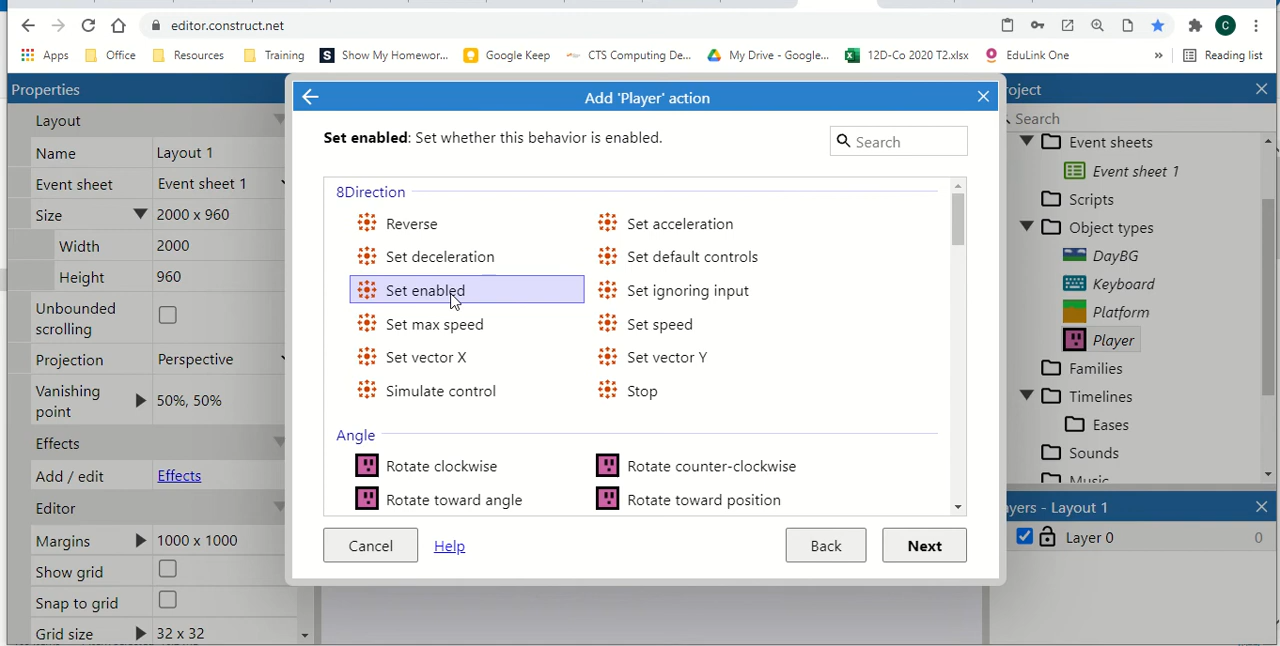 editor.construct.net
C
Apps Office Resources Training S Show My Homewor... Google Keep CTS Computing De... My Drive - Google... 12D-Co 2020 T2.xlsx EduLink One » Reading list
Properties
Layout
Name Layout 1
Event sheet Event sheet 1
Size 2000 x 960
Width 2000
Height 960
Unbounded scrolling
Projection Perspective
Vanishing point 50%, 50%
Effects
Add / edit Effects
Editor
Margins 1000 x 1000
Show grid
Snap to grid
Grid size 32 x 32
Add 'Player' action
Set enabled: Set whether this behavior is enabled.
Search
8Direction
Reverse Set acceleration
Set deceleration Set default controls
Set enabled Set ignoring input
Set max speed Set speed
Set vector X Set vector Y
Simulate control Stop
Angle
Rotate clockwise Rotate counter-clockwise
Rotate toward angle Rotate toward position
Cancel Help Back Next
roject
Search
Event sheets
Event sheet 1
Scripts
Object types
DayBG
Keyboard
Platform
Player
Families
Timelines
Eases
Sounds
Music
yers - Layout 1
Layer 0 0